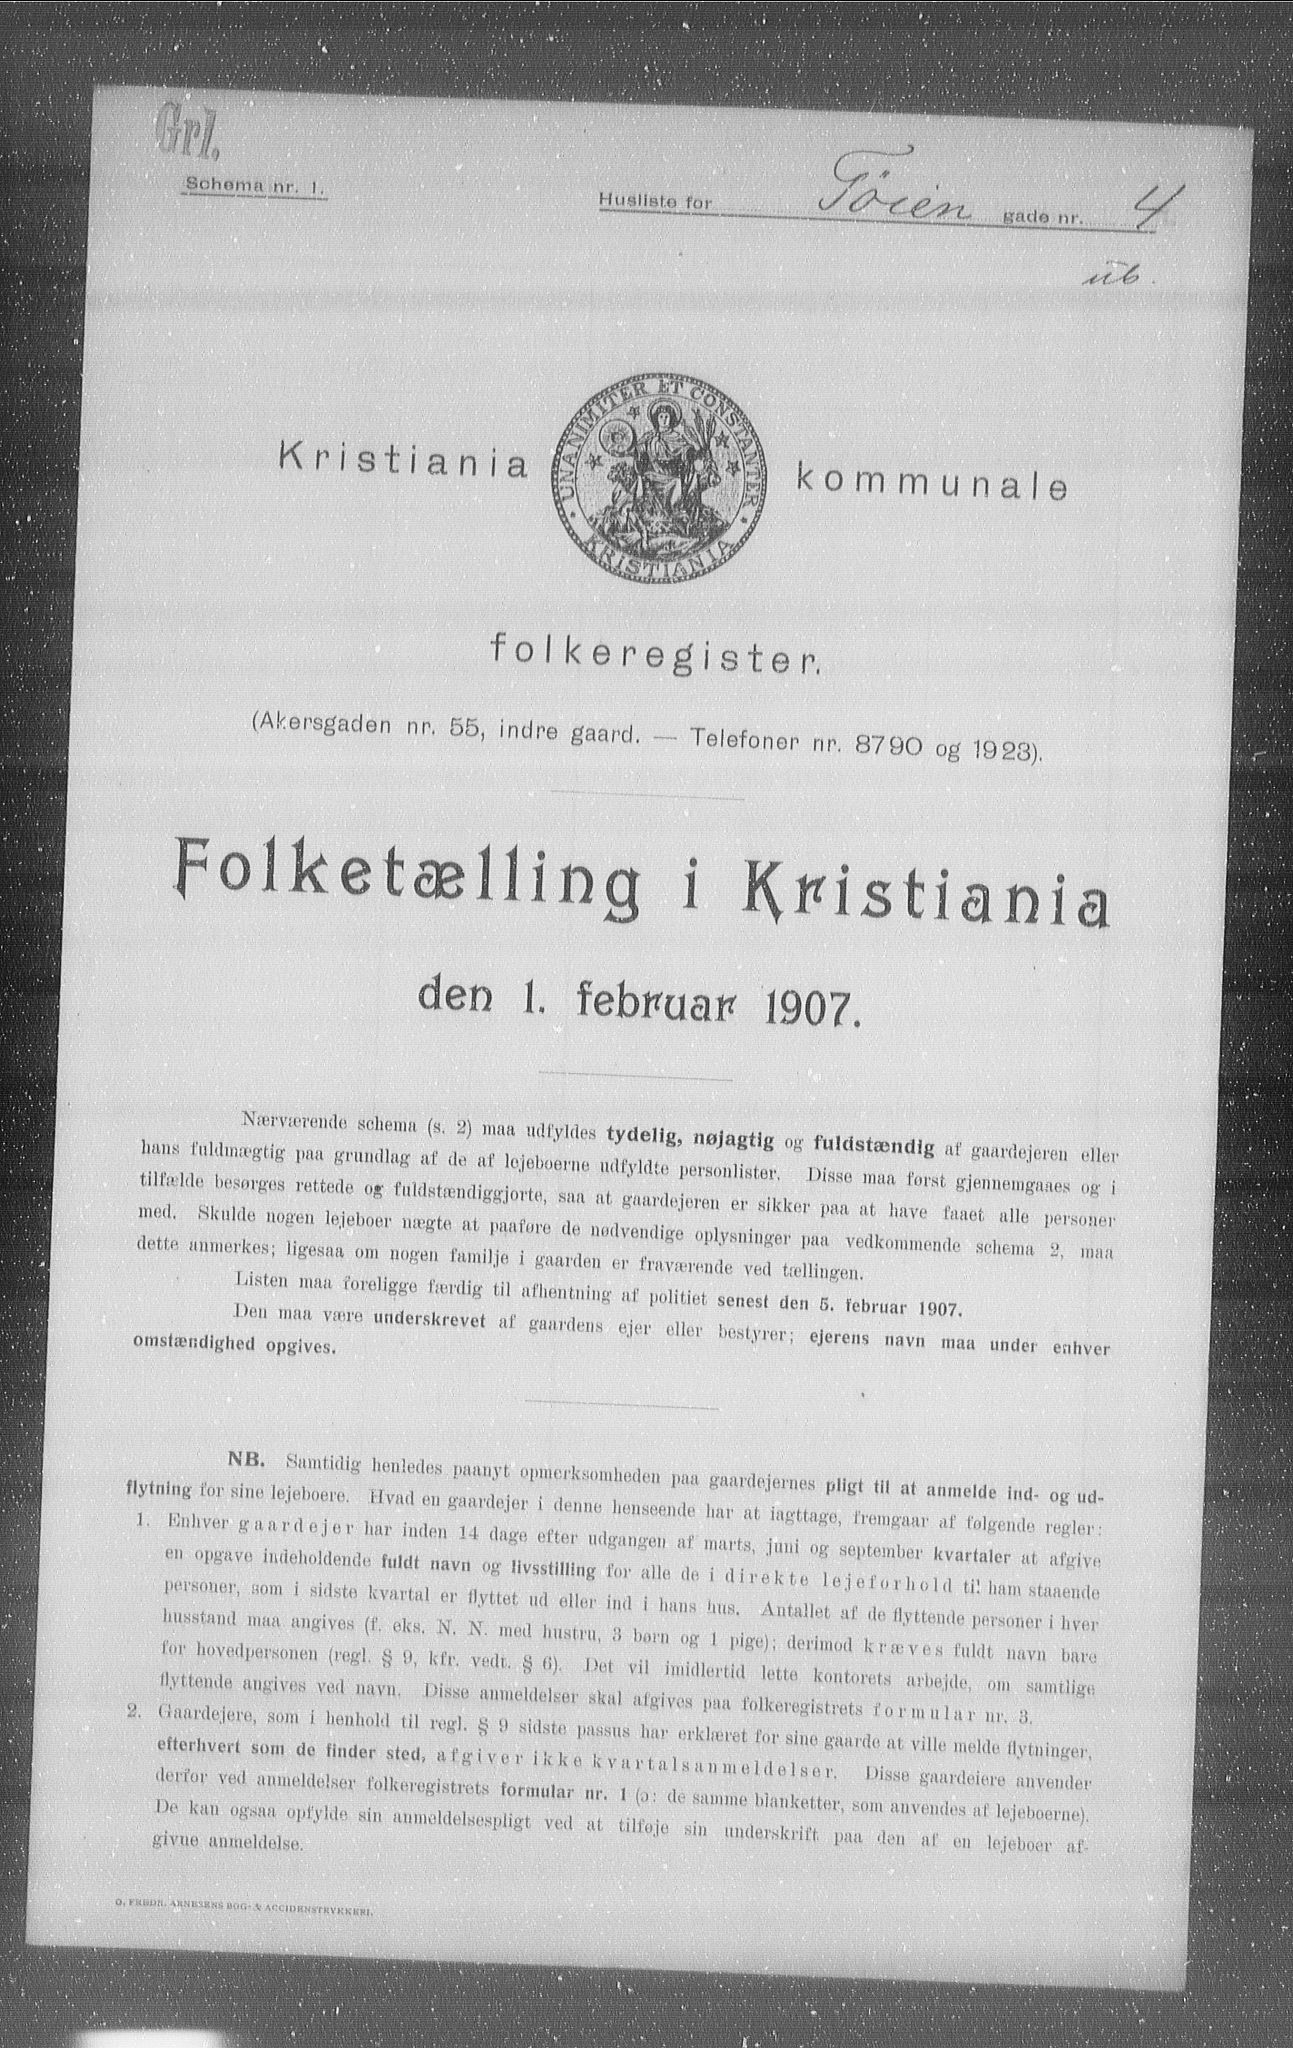 Grl.
Schema nr. 1.
Husliste for Töien gade nr. 4
ub.
UNANIMITER ET CONSTANTER
KRISTIANIA
Kristiania kommunale
folkeregister.
(Akersgaden nr. 55, indre gaard. — Telefoner nr. 8790 og 1923).
Folketælling i Kristiania
den 1. februar 1907.
Nærværende schema (s. 2) maa udfyldes tydelig, nøjagtig og fuldstændig af gaardejeren eller
hans fuldmægtig paa grundlag af de af lejeboerne udfyldte personlister. Disse maa først gjennemgaaes og i
tilfælde besørges rettede og fuldstændiggjorte, saa at gaardejeren er sikker paa at have faaet alle personer
med. Skulde nogen lejeboer nægte at paaføre de nødvendige oplysninger paa vedkommende schema 2, maa
dette anmerkes; ligesaa om nogen familje i gaarden er fraværende ved tællingen.
Listen maa foreligge færdig til afhentning af politiet senest den 5. februar 1907.
Den maa være underskrevet af gaardens ejer eller bestyrer; ejerens navn maa under enhver
omstændighed opgives.
NB. Samtidig henledes paanyt opmerksomheden paa gaardejernes pligt til at anmelde ind- og ud-
flytning for sine lejeboere. Hvad en gaardejer i denne henseende har at iagttage, fremgaar af følgende regler:
1. Enhver gaardejer har inden 14 dage efter udgangen af marts, juni og september kvartaler at afgive
en opgave indeholdende fuldt navn og livsstilling for alle de i direkte lejeforhold til ham staaende
personer, som i sidste kvartal er flyttet ud eller ind i hans hus. Antallet af de flyttende personer i hver
husstand maa angives (f. eks. N. N. med hustru, 3 børn og 1 pige); derimod kræves fuldt navn bare
for hovedpersonen (regl. § 9, kfr. vedt. § 6). Det vil imidlertid lette kontorets arbejde, om samtlige
flyttende angives ved navn. Disse anmeldelser skal afgives paa folkeregistrets formular nr. 3.
2. Gaardejere, som i henhold til regl. § 9 sidste passus har erklæret for sine gaarde at ville melde flytninger,
efterhvert som de finder sted, afgiver ikke kvartalsanmeldelser. Disse gaardeiere anvender
derfor ved anmeldelser folkeregistrets formular nr. 1 (ɔ: de samme blanketter, som anvendes af lejeboerne).
De kan ogsaa opfylde sin anmeldelsespligt ved at tilføje sin underskrift paa den af en lejeboer af-
givne anmeldelse.
O. FREDR. ARNESENS BOG- & ACCIDENSTRYKKERI.